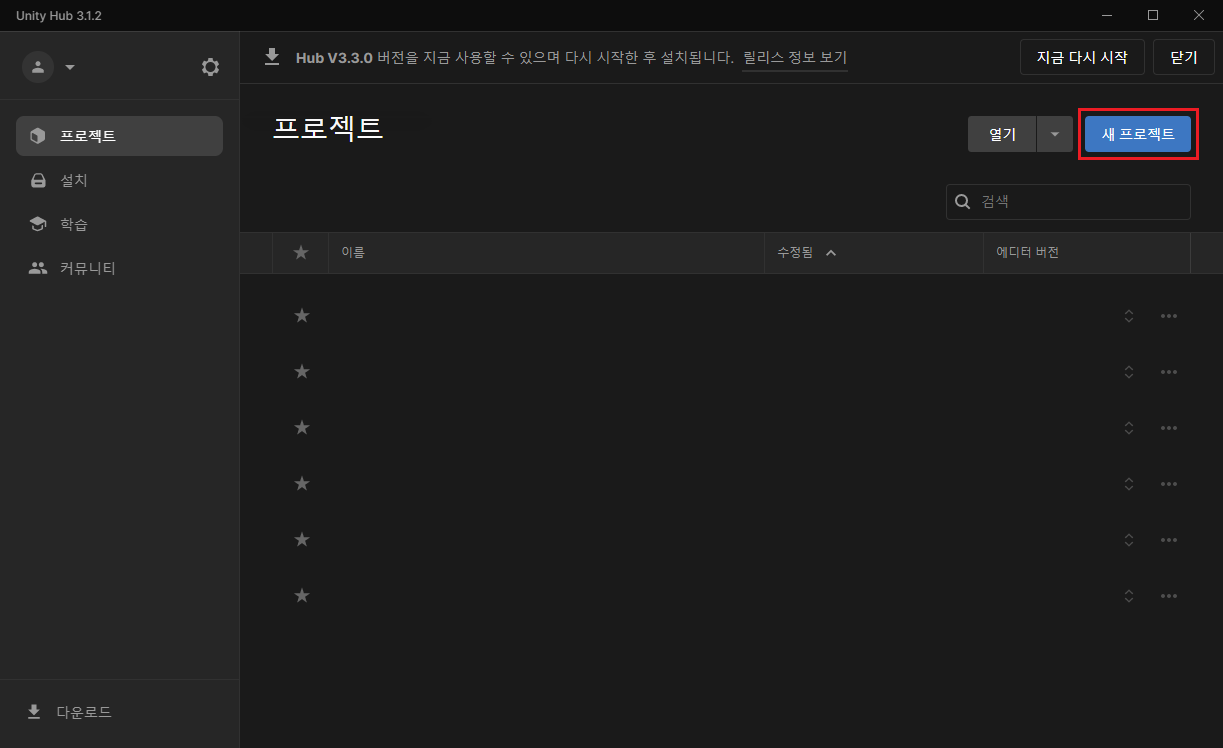 Unity Hub 3.1.2
Hub V3.3.0 버전을 지금 사용할 수 있으며 다시 시작한 후 설치됩니다. 릴리스 정보 보기
지금 다시 시작
닫기
프로젝트
설치
학습
커뮤니티
다운로드
프로젝트
열기
새 프로젝트
검색
이름
수정됨
에디터 버전